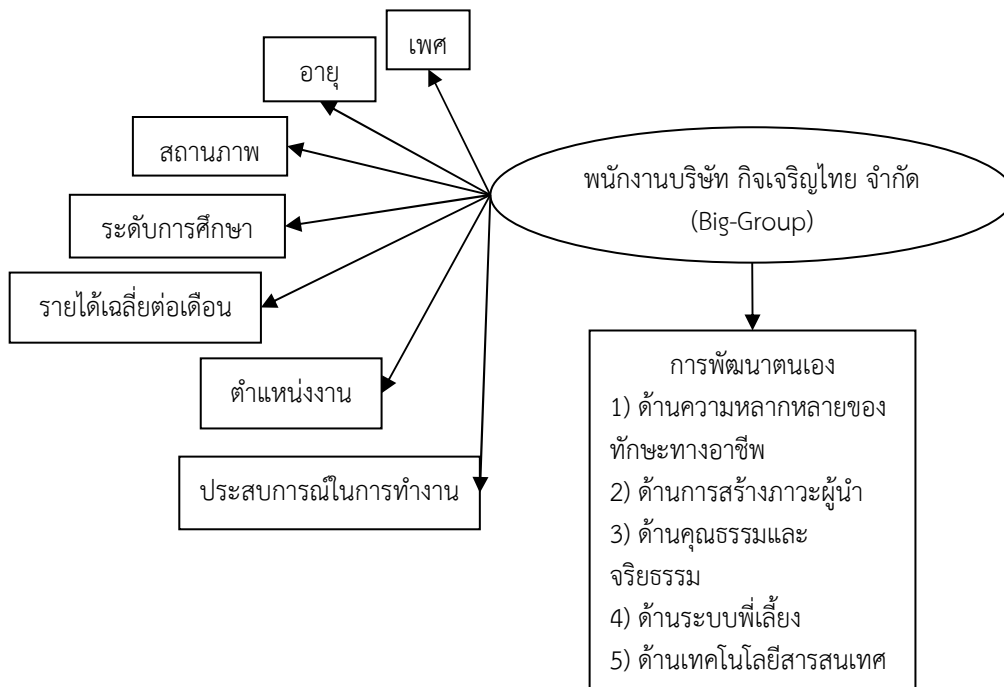 เพศ
อายุ
สถานภาพ
ระดับการศึกษา
รายได้เฉลี่ยต่อเดือน
ตำแหน่งงาน
ประสบการณ์ในการทำงาน
พนักงานบริษัท กิจเจริญไทย จำกัด
(Big-Group)
การพัฒนาตนเอง
1) ด้านความหลากหลายของ
ทักษะทางอาชีพ
2) ด้านการสร้างภาวะผู้นำ
3) ด้านคุณธรรมและ
จริยธรรม
4) ด้านระบบพี่เลี้ยง
5) ด้านเทคโนโลยีสารสนเทศ